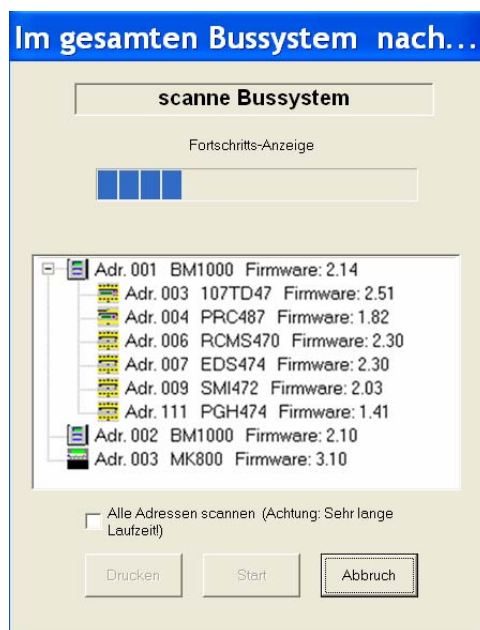 Im gesamten Bussystem nach...
scanne Bussystem
Fortschritts-Anzeige
Adr. 001 BM1000 Firmware: 2.14
Adr. 003 107TD47 Firmware: 2.51
Adr. 004 PRC487 Firmware: 1.82
Adr. 006 RCMS470 Firmware: 2.30
Adr. 007 EDS474 Firmware: 2.30
Adr. 009 SMI472 Firmware: 2.03
Adr. 111 PGH474 Firmware: 1.41
Adr. 002 BM1000 Firmware: 2.10
Adr. 003 MK800 Firmware: 3.10
Alle Adressen scannen (Achtung: Sehr lange
Laufzeit!)
Drucken Start Abbruch